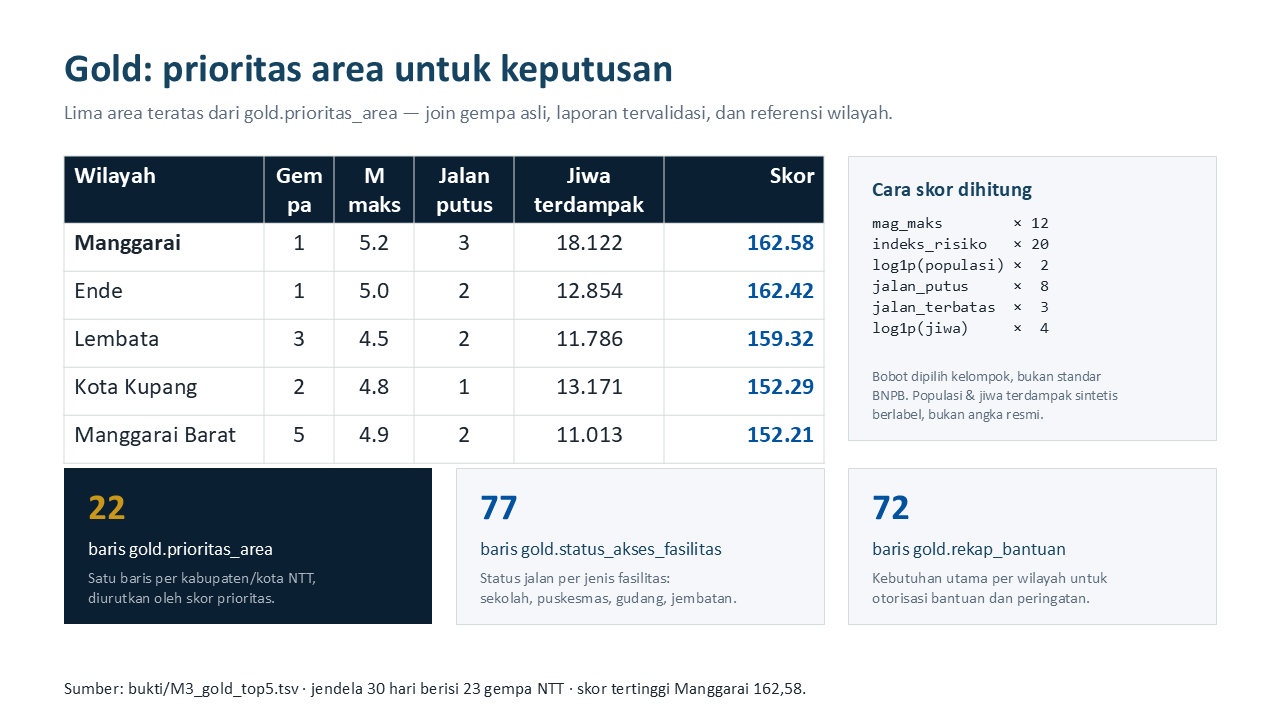 Gold: prioritas area untuk keputusan
Lima area teratas dari gold.prioritas_area — join gempa asli, laporan tervalidasi, dan referensi wilayah.
Wilayah Gem M Jalan Jiwa Skor
pa maks putus terdampak
Manggarai 1 5.2 3 18.122 162.58
Ende 1 5.0 2 12.854 162.42
Lembata 3 4.5 2 11.786 159.32
Kota Kupang 2 4.8 1 13.171 152.29
Manggarai Barat 5 4.9 2 11.013 152.21
Cara skor dihitung
mag_maks × 12
indeks_risiko × 20
log1p(populasi) × 2
jalan_putus × 8
jalan_terbatas × 3
log1p(jiwa) × 4
Bobot dipilih kelompok, bukan standar
BNPB. Populasi & jiwa terdampak sintetis
berlabel, bukan angka resmi.
22
baris gold.prioritas_area
Satu baris per kabupaten/kota NTT,
diurutkan oleh skor prioritas.
77
baris gold.status_akses_fasilitas
Status jalan per jenis fasilitas:
sekolah, puskesmas, gudang, jembatan.
72
baris gold.rekap_bantuan
Kebutuhan utama per wilayah untuk
otorisasi bantuan dan peringatan.
Sumber: bukti/M3_gold_top5.tsv · jendela 30 hari berisi 23 gempa NTT · skor tertinggi Manggarai 162,58.